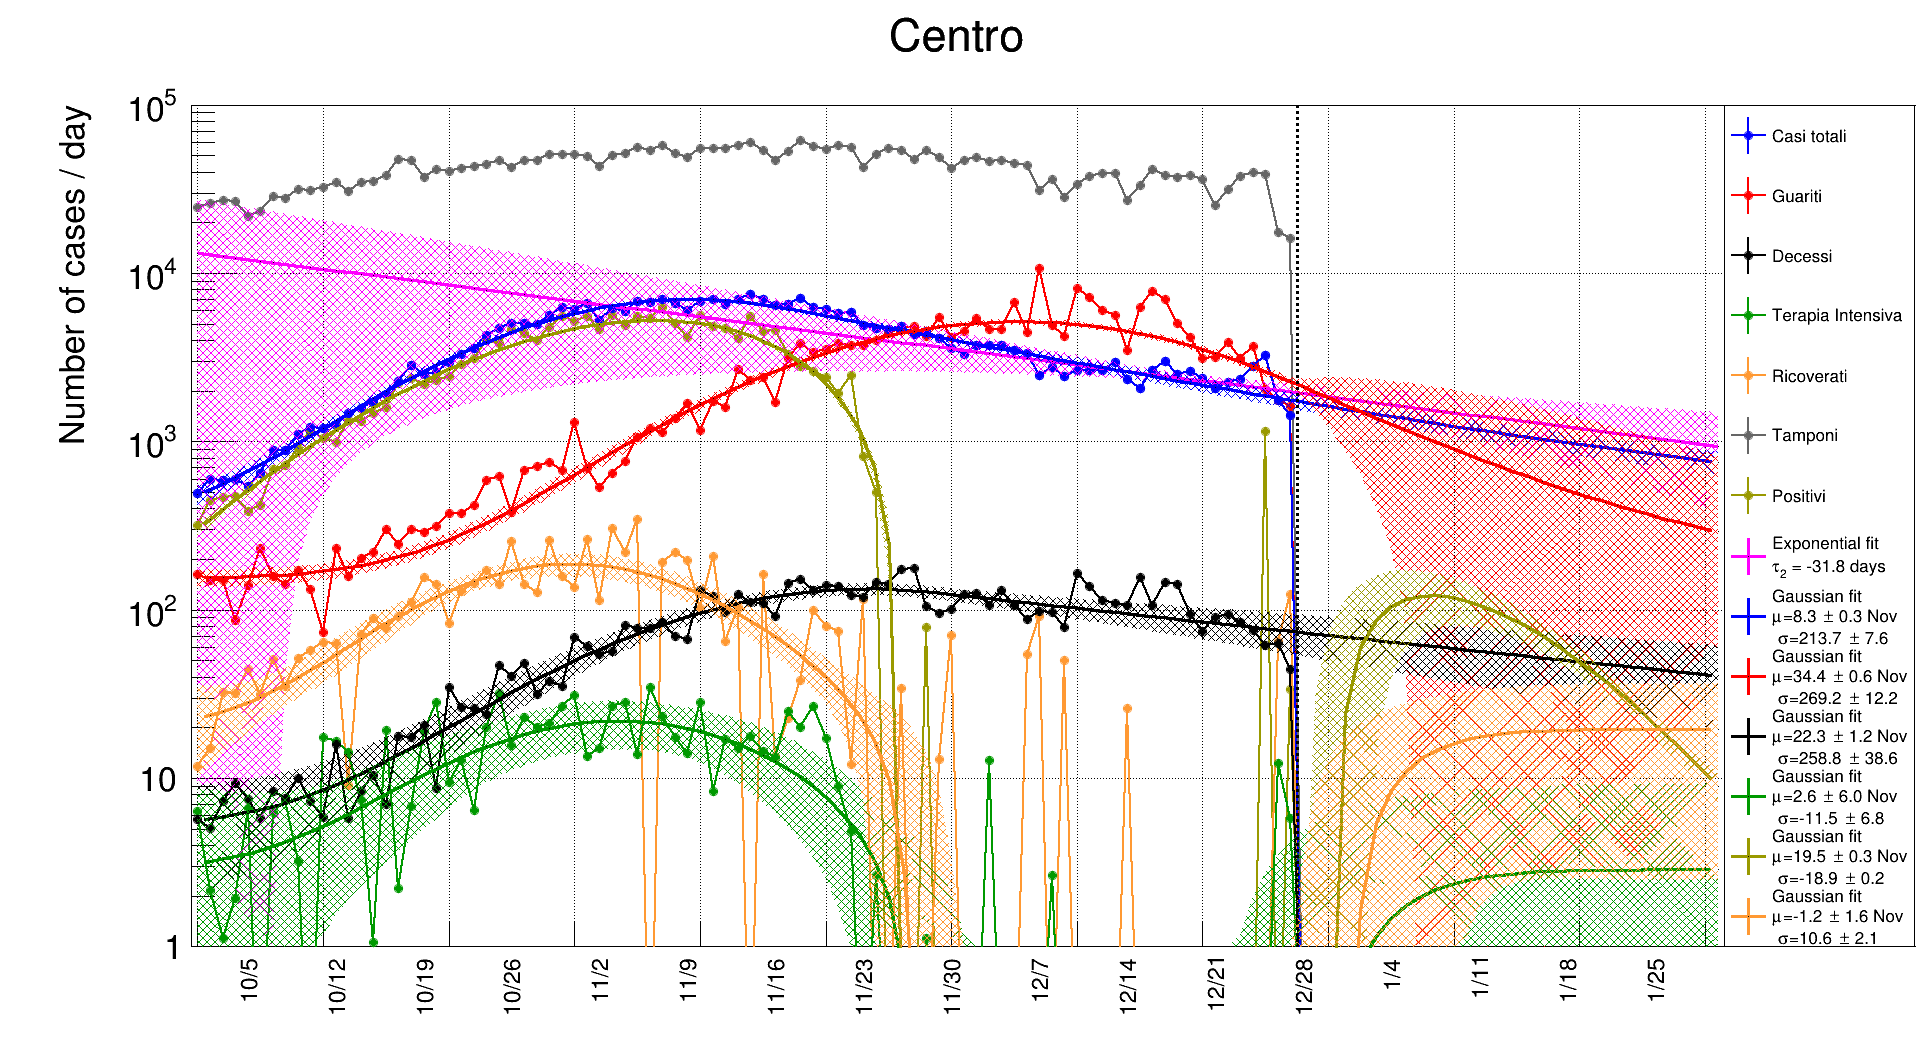 Centro
Number of cases / day
10^5
10^4
10^3
10^2
10
1
10/5
10/12
10/19
10/26
11/2
11/9
11/16
11/23
11/30
12/7
12/14
12/21
12/28
1/4
1/11
1/18
1/25
Casi totali
Guariti
Decessi
Terapia Intensiva
Ricoverati
Tamponi
Positivi
Exponential fit
τ2 = -31.8 days
Gaussian fit
μ=8.3 ± 0.3 Nov
σ=213.7 ± 7.6
Gaussian fit
μ=34.4 ± 0.6 Nov
σ=269.2 ± 12.2
Gaussian fit
μ=22.3 ± 1.2 Nov
σ=258.8 ± 38.6
Gaussian fit
μ=2.6 ± 6.0 Nov
σ=-11.5 ± 6.8
Gaussian fit
μ=19.5 ± 0.3 Nov
σ=-18.9 ± 0.2
Gaussian fit
μ=-1.2 ± 1.6 Nov
σ=10.6 ± 2.1